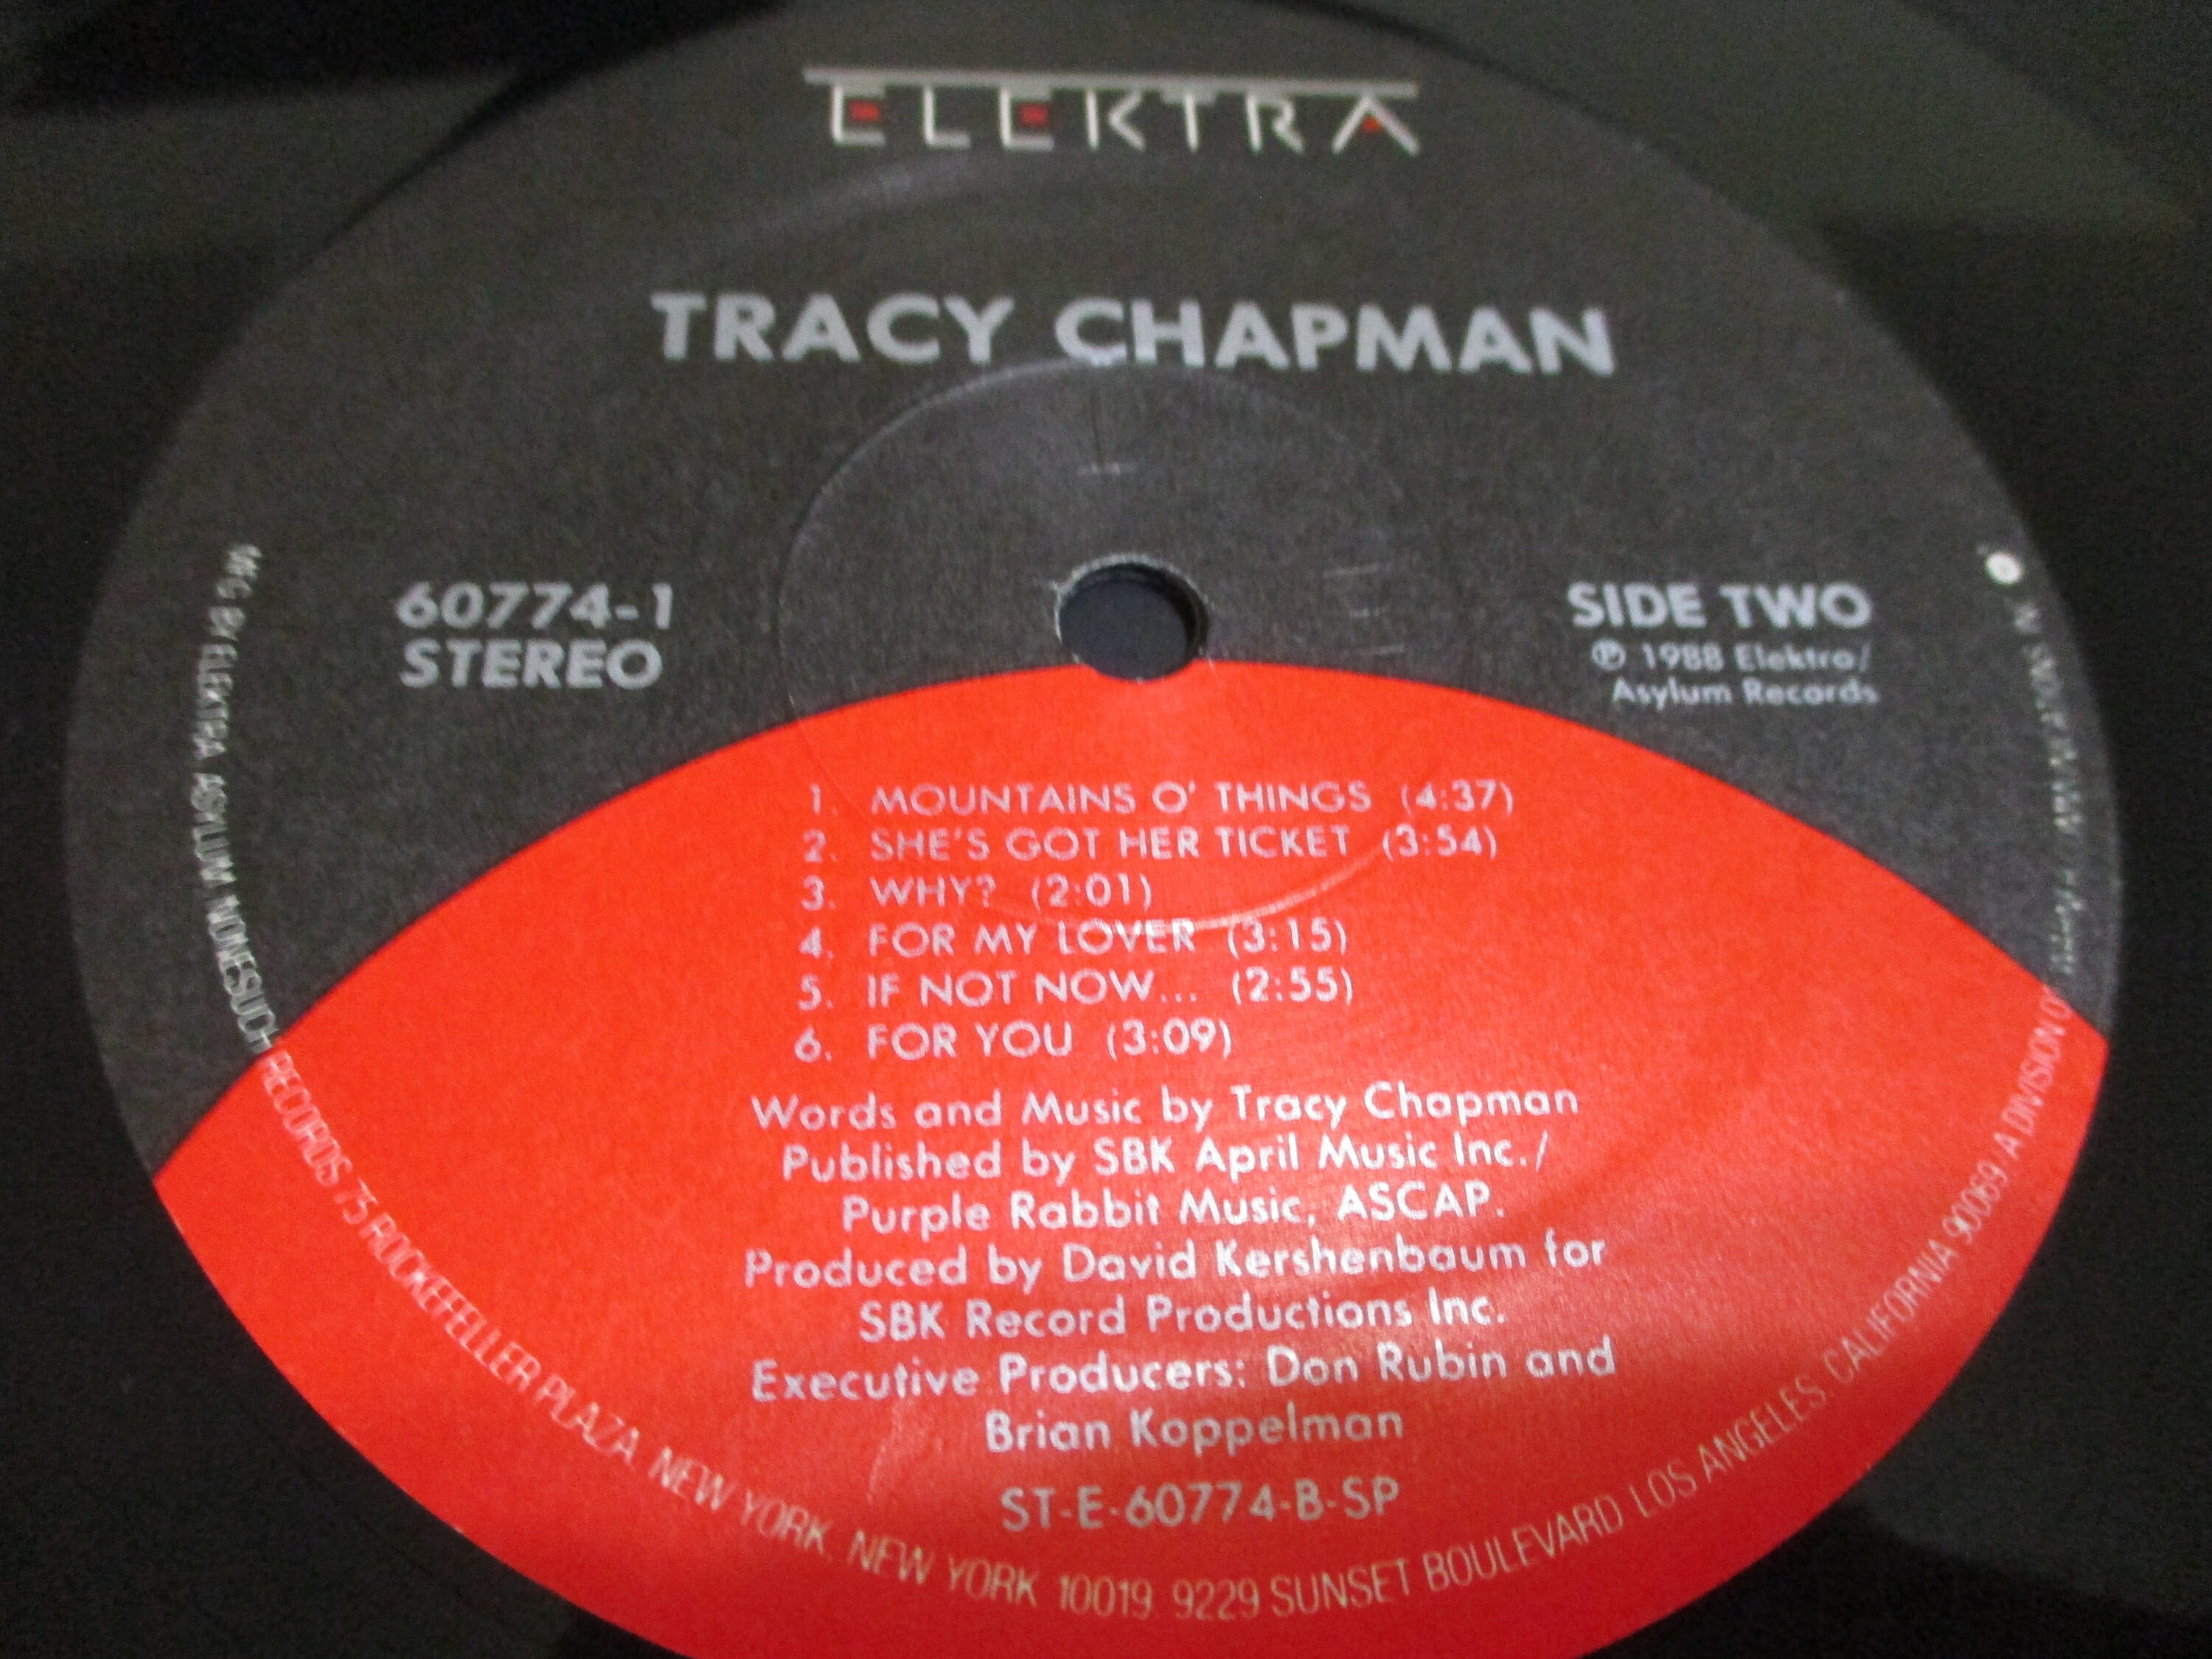 ELEKTRA
TRACY CHAPMAN
60774-1
STEREO
SIDE TWO
℗ 1988 Elektra/
Asylum Records
1. MOUNTAINS O' THINGS (4:37)
2. SHE'S GOT HER TICKET (3:54)
3. WHY? (2:01)
4. FOR MY LOVER (3:15)
5. IF NOT NOW... (2:55)
6. FOR YOU (3:09)
Words and Music by Tracy Chapman
Published by SBK April Music Inc./
Purple Rabbit Music, ASCAP.
Produced by David Kershenbaum for
SBK Record Productions Inc.
Executive Producers: Don Rubin and
Brian Koppelman
ST-E-60774-B-SP
MFG BY ELEKTRA ASYLUM NONESUCH RECORDS 75 ROCKEFELLER PLAZA, NEW YORK, NEW YORK 10019 9229 SUNSET BOULEVARD LOS ANGELES, CALIFORNIA 90069 / A DIVISION OF